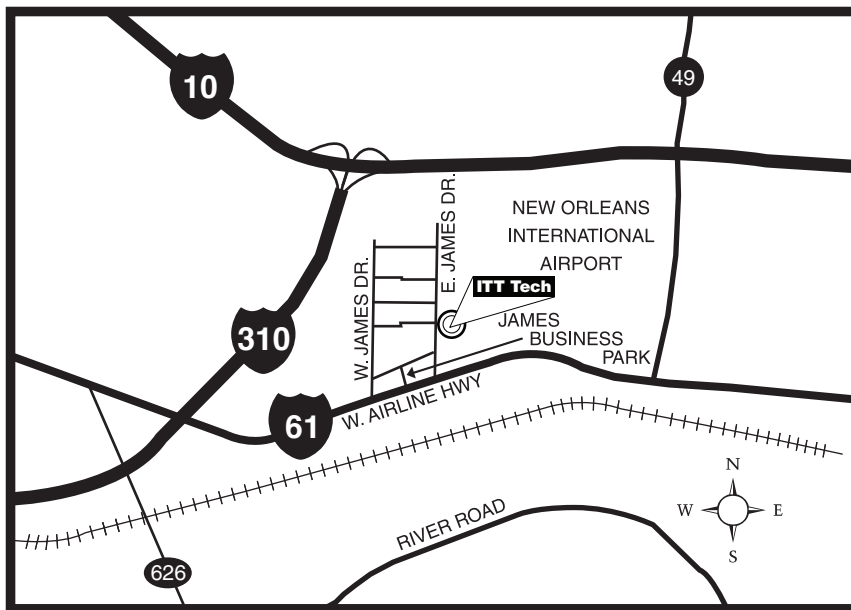 10
49
NEW ORLEANS
INTERNATIONAL
AIRPORT
E. JAMES DR.
W. JAMES DR.
ITT Tech
JAMES
BUSINESS
PARK
310
W. AIRLINE HWY
61
RIVER ROAD
N
W
E
S
626